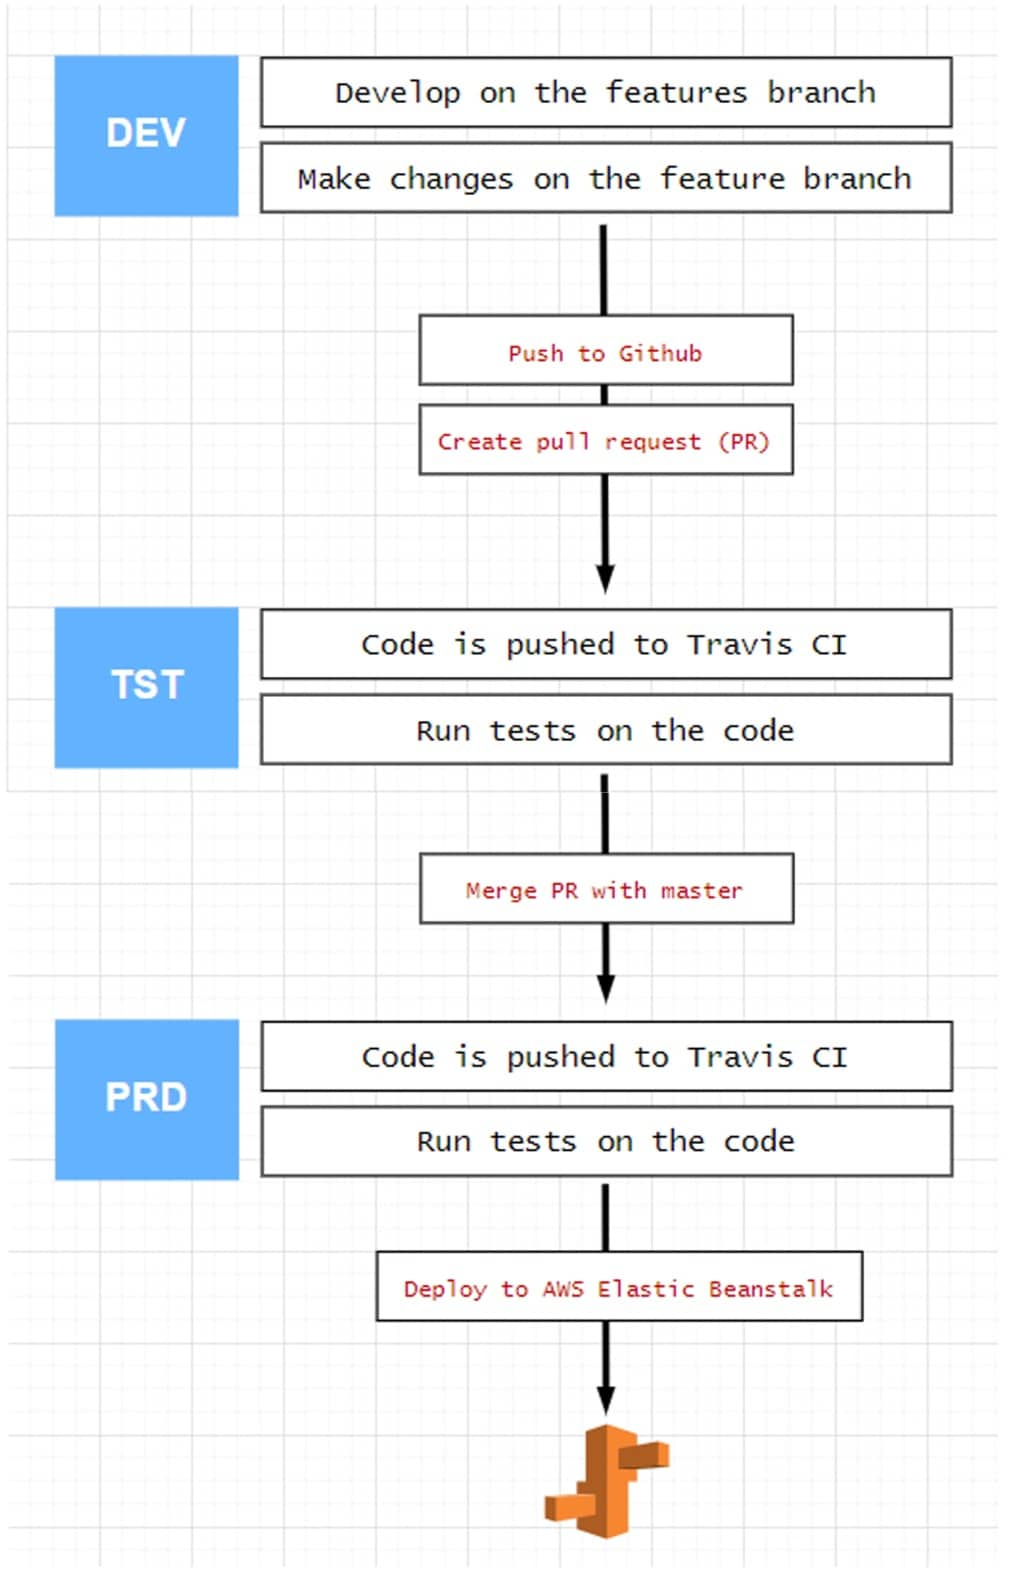 DEV
Develop on the features branch
Make changes on the feature branch
Push to Github
Create pull request (PR)
TST
Code is pushed to Travis CI
Run tests on the code
Merge PR with master
PRD
Code is pushed to Travis CI
Run tests on the code
Deploy to AWS Elastic Beanstalk